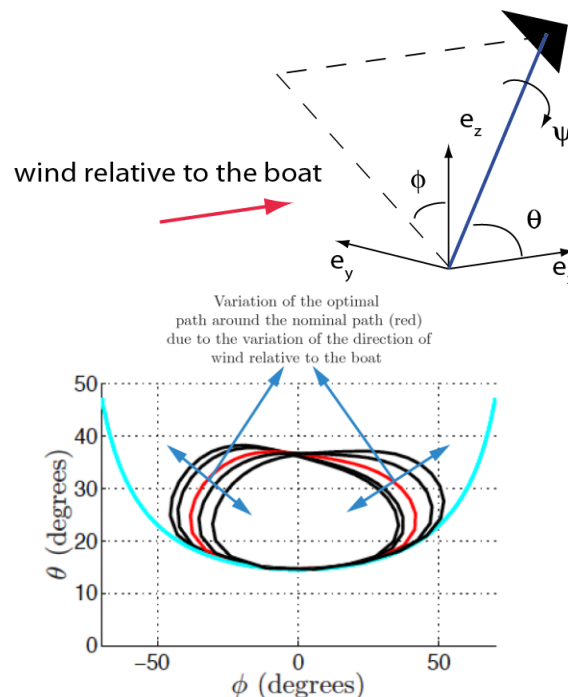 e_z
ψ
wind relative to the boat
ϕ
θ
e_y
e
Variation of the optimal
path around the nominal path (red)
due to the variation of the direction of
wind relative to the boat
50
40
30
20
10
0
θ (degrees)
−50
0
50
ϕ (degrees)